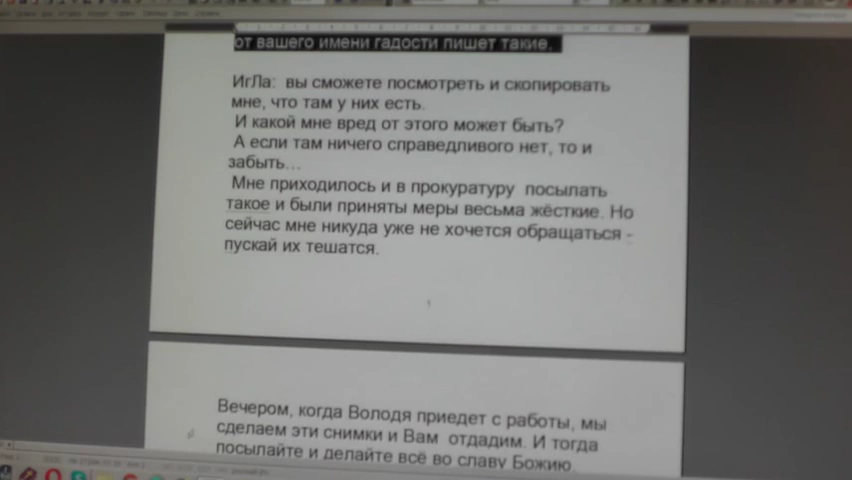 от вашего имени гадости пишет такие.
ИгЛа: вы сможете посмотреть и скопировать
мне, что там у них есть.
И какой мне вред от этого может быть?
А если там ничего справедливого нет, то и
забыть...
Мне приходилось и в прокуратуру посылать
такое и были приняты меры весьма жёсткие. Но
сейчас мне никуда уже не хочется обращаться -
пускай их тешатся.
Вечером, когда Володя приедет с работы, мы
сделаем эти снимки и Вам отдадим. И тогда
посылайте и делайте всё во славу Божию